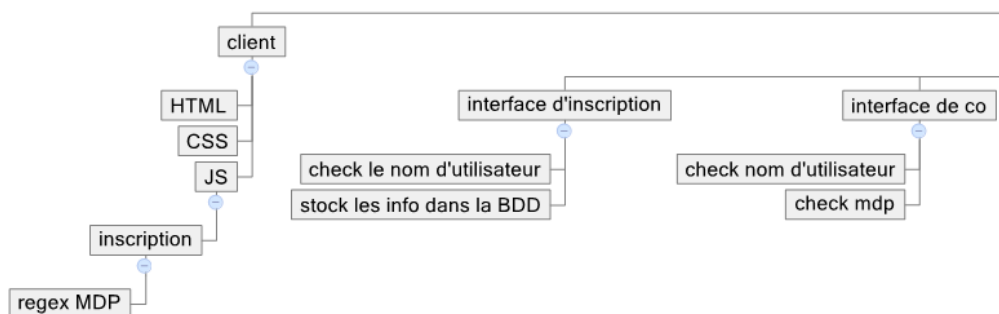 client
HTML
CSS
JS
inscription
regex MDP
interface d'inscription
check le nom d'utilisateur
stock les info dans la BDD
interface de co
check nom d'utilisateur
check mdp